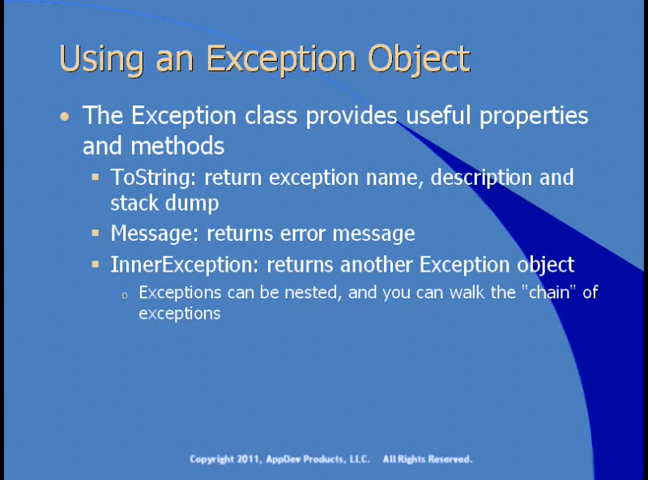 Using an Exception Object
• The Exception class provides useful properties
and methods
▪ ToString: return exception name, description and
stack dump
▪ Message: returns error message
▪ InnerException: returns another Exception object
o Exceptions can be nested, and you can walk the "chain" of
exceptions
Copyright 2011, AppDev Products, LLC. All Rights Reserved.